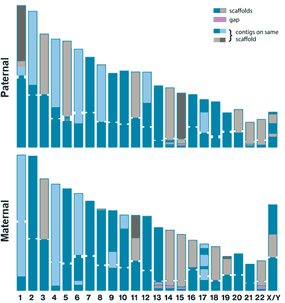 scaffolds
gap
contigs on same
scaffold
Paternal
Maternal
1 2 3 4 5 6 7 8 9 10 11 12 13 14 15 16 17 18 19 20 21 22 X/Y